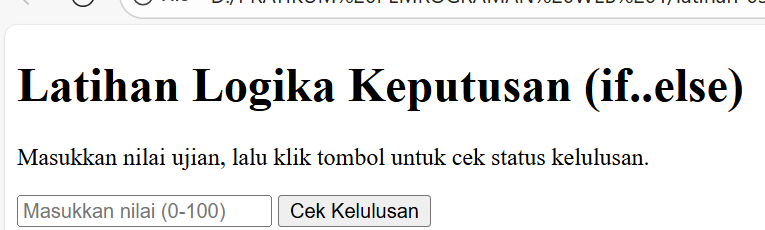 Latihan Logika Keputusan (if..else)
Masukkan nilai ujian, lalu klik tombol untuk cek status kelulusan.
Masukkan nilai (0-100) Cek Kelulusan